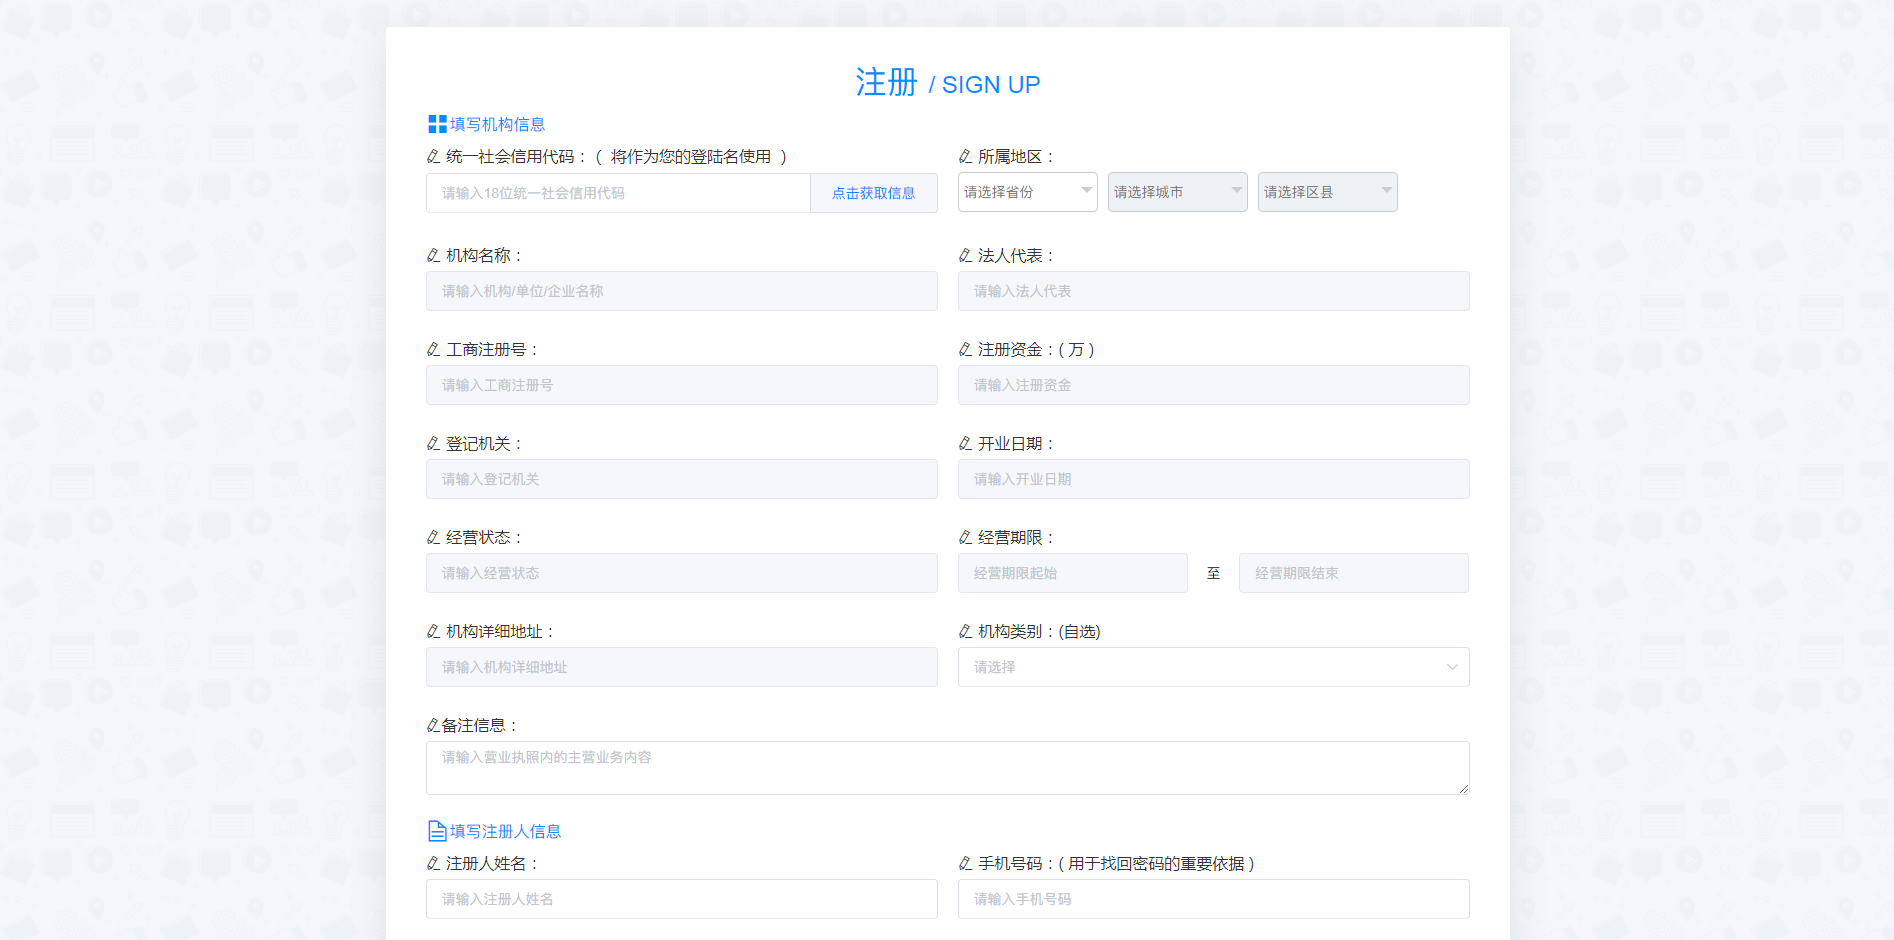 注册 / SIGN UP
填写机构信息
统一社会信用代码：（ 将作为您的登陆名使用 ）
所属地区：
请输入18位统一社会信用代码
点击获取信息
请选择省份
请选择城市
请选择区县
机构名称：
法人代表：
请输入机构/单位/企业名称
请输入法人代表
工商注册号：
注册资金：( 万 )
请输入工商注册号
请输入注册资金
登记机关：
开业日期：
请输入登记机关
请输入开业日期
经营状态：
经营期限：
请输入经营状态
经营期限起始
至
经营期限结束
机构详细地址：
机构类别：(自选)
请输入机构详细地址
请选择
备注信息：
请输入营业执照内的主营业务内容
填写注册人信息
注册人姓名：
手机号码：( 用于找回密码的重要依据 )
请输入注册人姓名
请输入手机号码